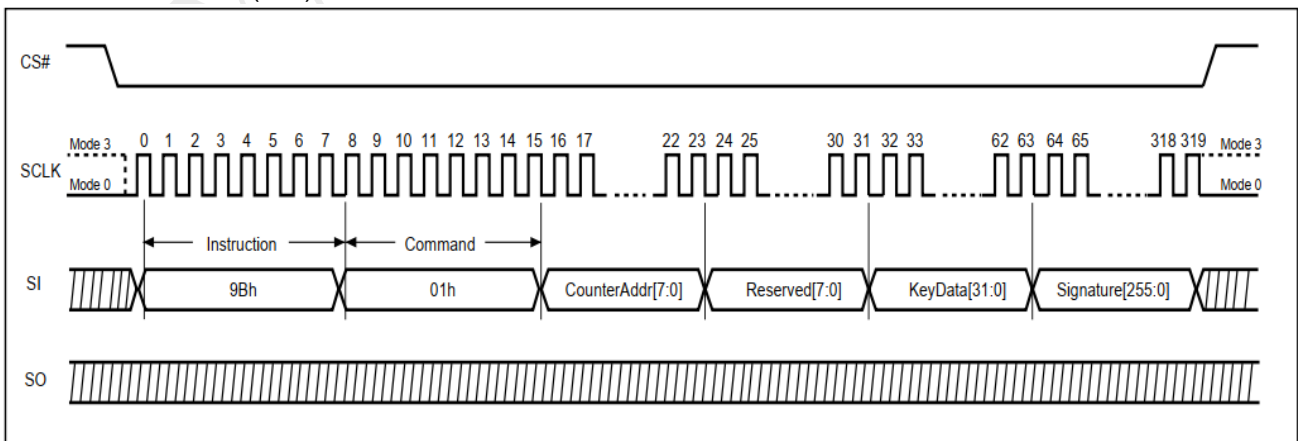 CS#
Mode 3 0 1 2 3 4 5 6 7 8 9 10 11 12 13 14 15 16 17 22 23 24 25 30 31 32 33 62 63 64 65 318 319 Mode 3
SCLK
Mode 0 Mode 0
Instruction Command
SI 9Bh 01h CounterAddr[7:0] Reserved[7:0] KeyData[31:0] Signature[255:0]
SO